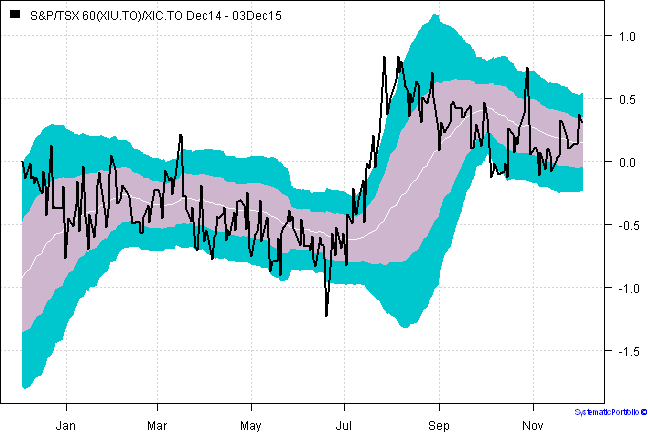 S&P/TSX 60(XIU.TO)/XIC.TO Dec14 - 03Dec15
1.0
0.5
0.0
-0.5
-1.0
-1.5
Jan Mar May Jul Sep Nov
SystematicPortfolio ©